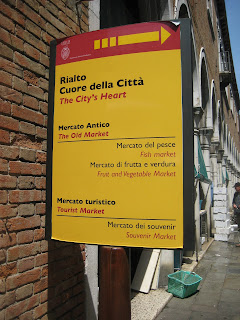 Rialto
Cuore della Città
The City's Heart
Mercato Antico
The Old Market
Mercato del pesce
Fish market
Mercato di frutta e verdura
Fruit and Vegetable Market
Mercato turistico
Tourist Market
Mercato dei souvenir
Souvenir Market